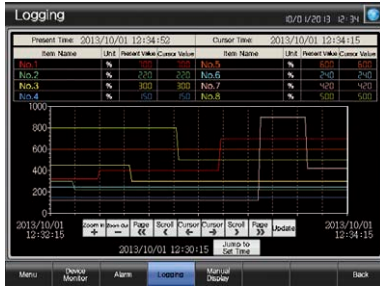 Logging 10/01/2013 12:34
Present Time: 2013/10/01 12:34:52 Cursor Time: 2013/10/01 12:34:15
Item Name Unit Present Value Cursor Value Item Name Unit Present Value Cursor Value
No.1 % 700 700 No.5 % 600 600
No.2 % 220 220 No.6 % 240 240
No.3 % 300 300 No.7 % 420 420
No.4 % 150 150 No.8 % 500 500
1000
800
600
400
200
0
2013/10/01 2013/10/01
12:32:15 12:34:15
Zoom In + Zoom Out - Page « Scroll ‹ Cursor ← Cursor → Scroll › Page » Update
2013/10/01 12:30:15 Jump to Set Time
Menu Device Monitor Alarm Logging Manual Display Back